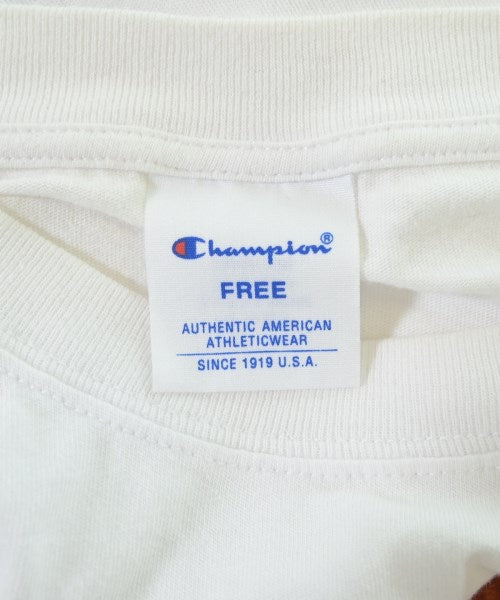 Champion®
FREE
AUTHENTIC AMERICAN
ATHLETICWEAR
SINCE 1919 U.S.A.